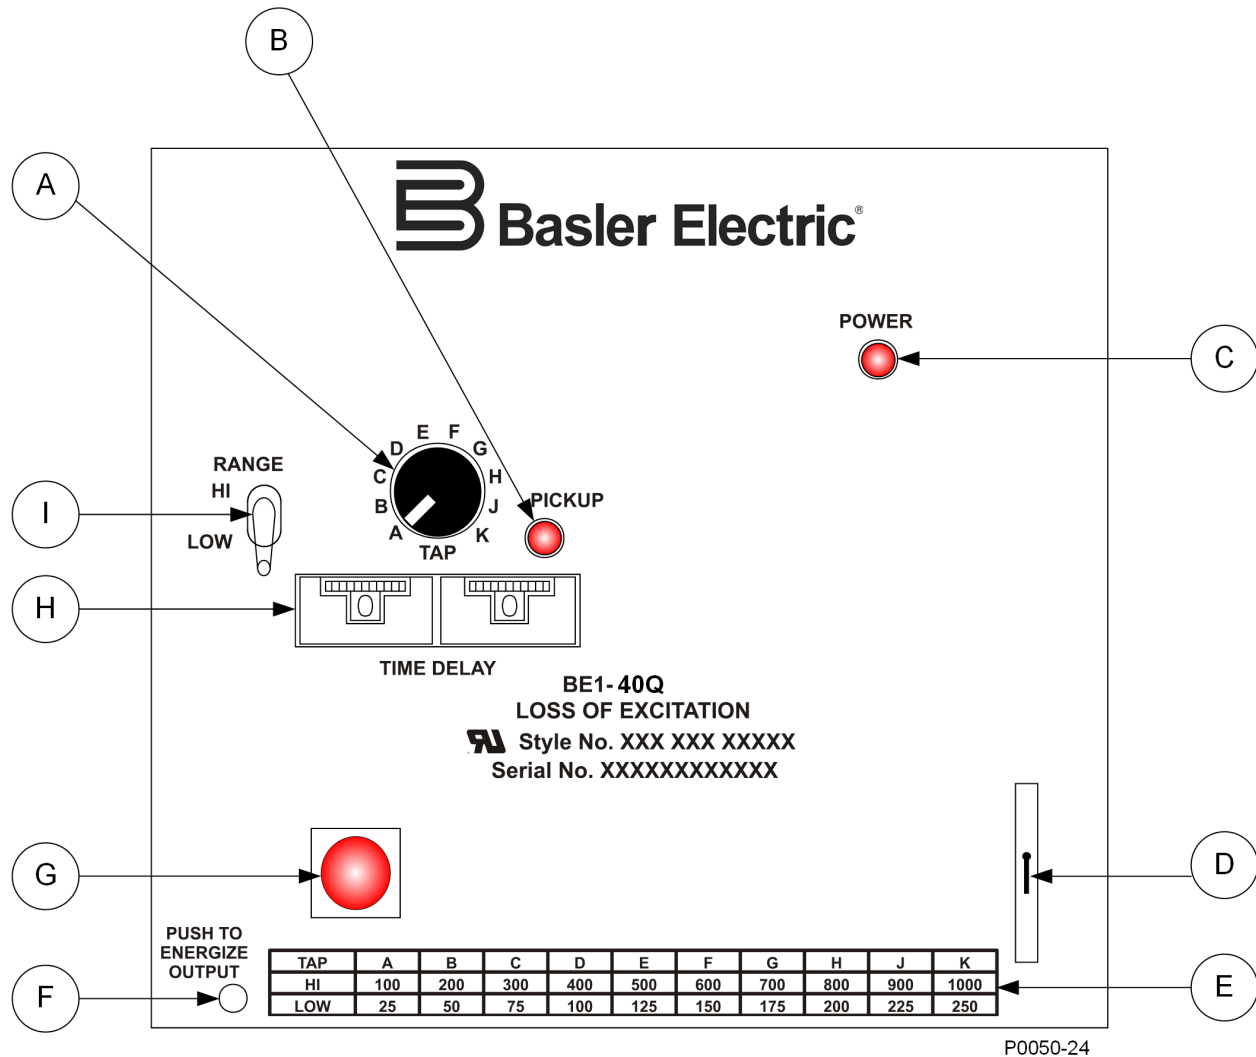 B
A
Basler Electric®
POWER
C
E F
D G
RANGE
C H
HI
B J
PICKUP
I
LOW
A K
TAP
H
TIME DELAY
BE1-40Q
LOSS OF EXCITATION
Style No. XXX XXX XXXXX
Serial No. XXXXXXXXXXXX
G
D
PUSH TO
ENERGIZE
OUTPUT
F
TAP A B C D E F G H J K
HI 100 200 300 400 500 600 700 800 900 1000
LOW 25 50 75 100 125 150 175 200 225 250
E
P0050-24